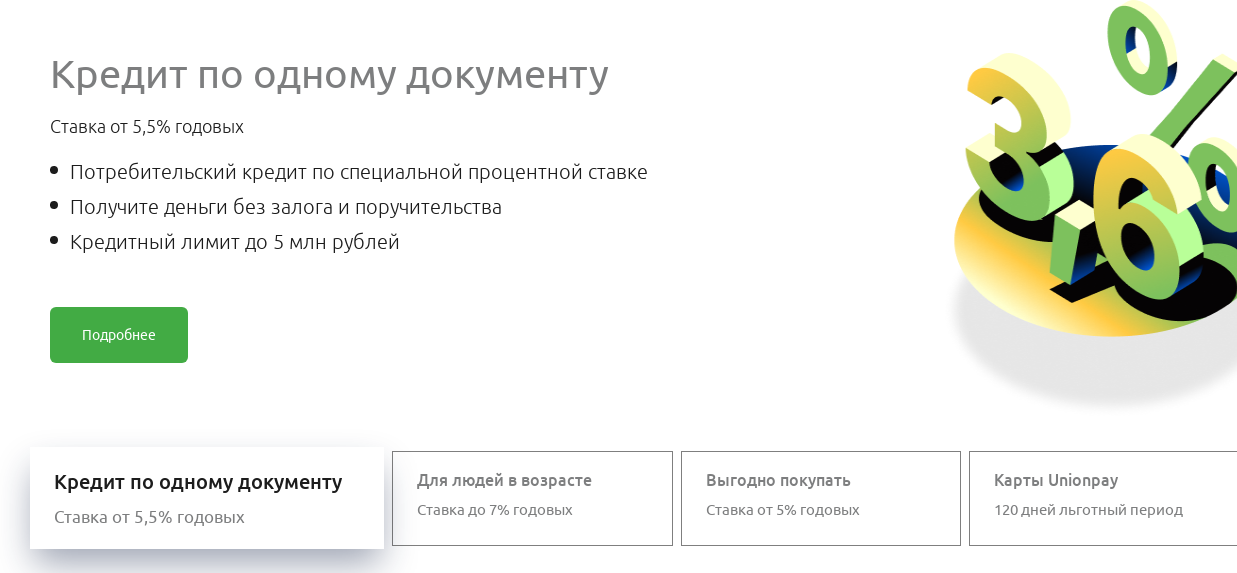 Кредит по одному документу
Ставка от 5,5% годовых
Потребительский кредит по специальной процентной ставке
Получите деньги без залога и поручительства
Кредитный лимит до 5 млн рублей
Подробнее
3,6%
%
Кредит по одному документу
Ставка от 5,5% годовых
Для людей в возрасте
Ставка до 7% годовых
Выгодно покупать
Ставка от 5% годовых
Карты Unionpay
120 дней льготный период